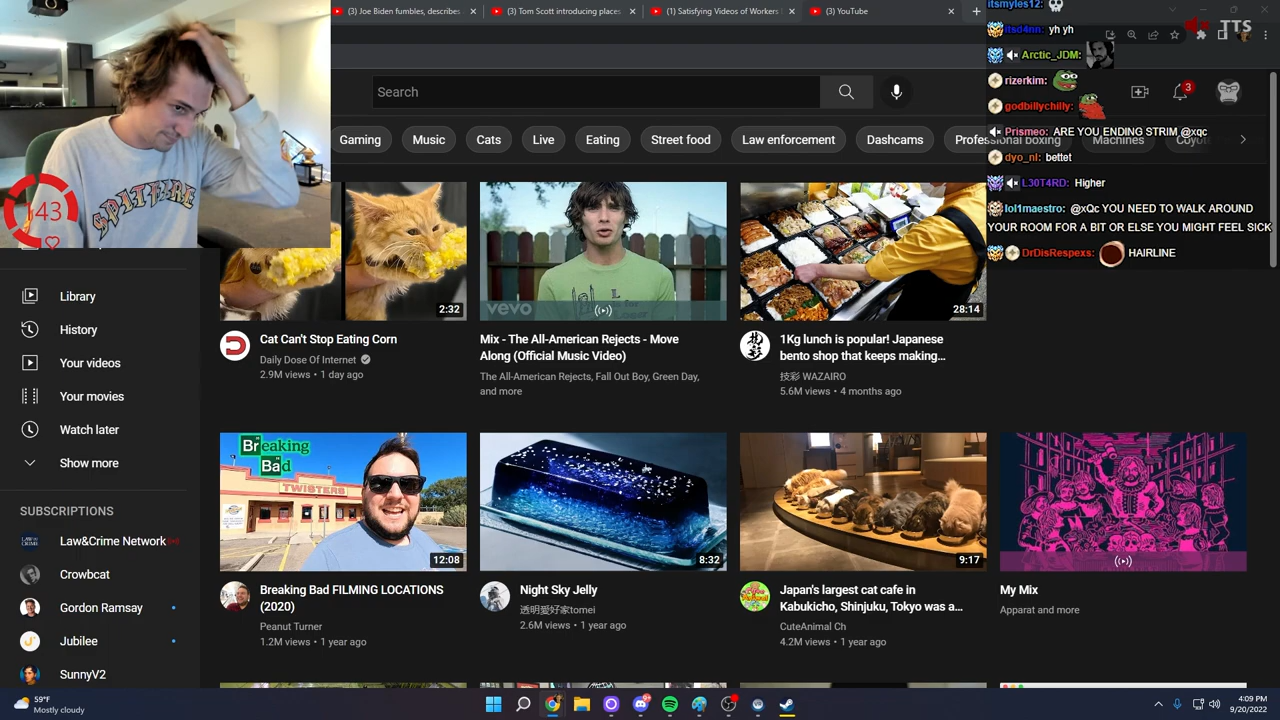 (3) Joe Biden fumbles, describes
(3) Tom Scott introducing places
(1) Satisfying Videos of Workers
(3) YouTube
itsmyles12:
itsd4nn: yh yh
TTS
Arctic_JDM:
rizerkim:
godbillychilly:
Prismeo: ARE YOU ENDING STRIM @xqc
dyo_nl: bettet
L30T4RD: Higher
lol1maestro: @xQc YOU NEED TO WALK AROUND
YOUR ROOM FOR A BIT OR ELSE YOU MIGHT FEEL SICK
DrDisRespexs: HAIRLINE
Search
3
Gaming
Music
Cats
Live
Eating
Street food
Law enforcement
Dashcams
Professional boxing
Machines
SPITFIRE
143
Library
History
Your videos
Your movies
Watch later
Show more
SUBSCRIPTIONS
Law&Crime Network
Crowbcat
Gordon Ramsay
Jubilee
SunnyV2
2:32
Cat Can't Stop Eating Corn
Daily Dose Of Internet
2.9M views • 1 day ago
vevo
Mix - The All-American Rejects - Move
Along (Official Music Video)
The All-American Rejects, Fall Out Boy, Green Day,
and more
28:14
1Kg lunch is popular! Japanese
bento shop that keeps making…
技彩 WAZAIRO
5.6M views • 4 months ago
Breaking
Bad
TWISTERS
12:08
Breaking Bad FILMING LOCATIONS
(2020)
Peanut Turner
1.2M views • 1 year ago
8:32
Night Sky Jelly
透明愛好家tomei
2.6M views • 1 year ago
9:17
Japan's largest cat cafe in
Kabukicho, Shinjuku, Tokyo was a…
CuteAnimal Ch
4.2M views • 1 year ago
My Mix
Apparat and more
59°F
Mostly cloudy
4:09 PM
9/20/2022